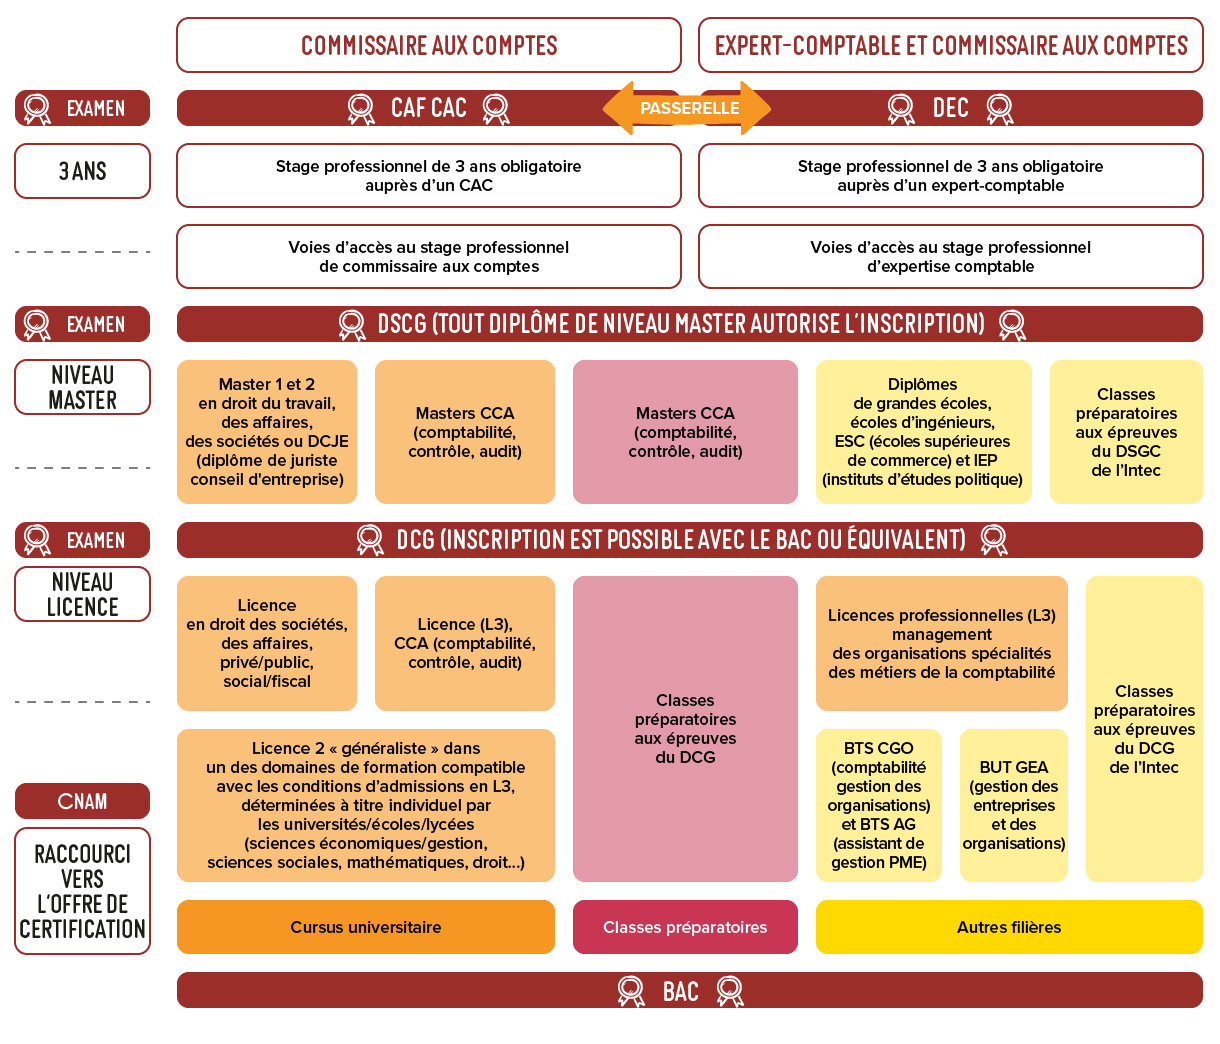 COMMISSAIRE AUX COMPTES
EXPERT-COMPTABLE ET COMMISSAIRE AUX COMPTES
EXAMEN
CAF CAC
PASSERELLE
DEC
3 ANS
Stage professionnel de 3 ans obligatoire
auprès d'un CAC
Stage professionnel de 3 ans obligatoire
auprès d'un expert-comptable
Voies d'accès au stage professionnel
de commissaire aux comptes
Voies d'accès au stage professionnel
d'expertise comptable
EXAMEN
DSCG (TOUT DIPLÔME DE NIVEAU MASTER AUTORISE L'INSCRIPTION)
NIVEAU
MASTER
Master 1 et 2
en droit du travail,
des affaires,
des sociétés ou DCJE
(diplôme de juriste
conseil d'entreprise)
Masters CCA
(comptabilité,
contrôle, audit)
Masters CCA
(comptabilité,
contrôle, audit)
Diplômes
de grandes écoles,
écoles d'ingénieurs,
ESC (écoles supérieures
de commerce) et IEP
(instituts d'études politique)
Classes
préparatoires
aux épreuves
du DSGC
de l'Intec
EXAMEN
DCG (INSCRIPTION EST POSSIBLE AVEC LE BAC OU ÉQUIVALENT)
NIVEAU
LICENCE
Licence
en droit des sociétés,
des affaires,
privé/public,
social/fiscal
Licence (L3),
CCA (comptabilité,
contrôle, audit)
Classes
préparatoires
aux épreuves
du DCG
Licences professionnelles (L3)
management
des organisations spécialités
des métiers de la comptabilité
Classes
préparatoires
aux épreuves
du DCG
de l'Intec
Licence 2 « généraliste » dans
un des domaines de formation compatible
avec les conditions d'admissions en L3,
déterminées à titre individuel par
les universités/écoles/lycées
(sciences économiques/gestion,
sciences sociales, mathématiques, droit...)
BTS CGO
(comptabilité
gestion des
organisations)
et BTS AG
(assistant de
gestion PME)
BUT GEA
(gestion des
entreprises
et des
organisations)
CNAM
RACCOURCI
VERS
L'OFFRE DE
CERTIFICATION
Cursus universitaire
Classes préparatoires
Autres filières
BAC